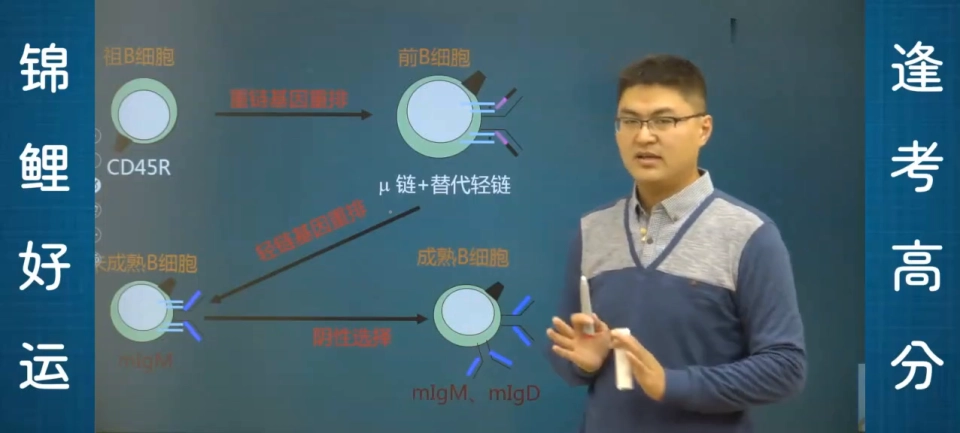 锦鲤好运
祖B细胞
前B细胞
重链基因重排
CD45R
μ链+替代轻链
轻链基因重排
未成熟B细胞
成熟B细胞
阴性选择
mIgM
mIgM、mIgD
逢考高分